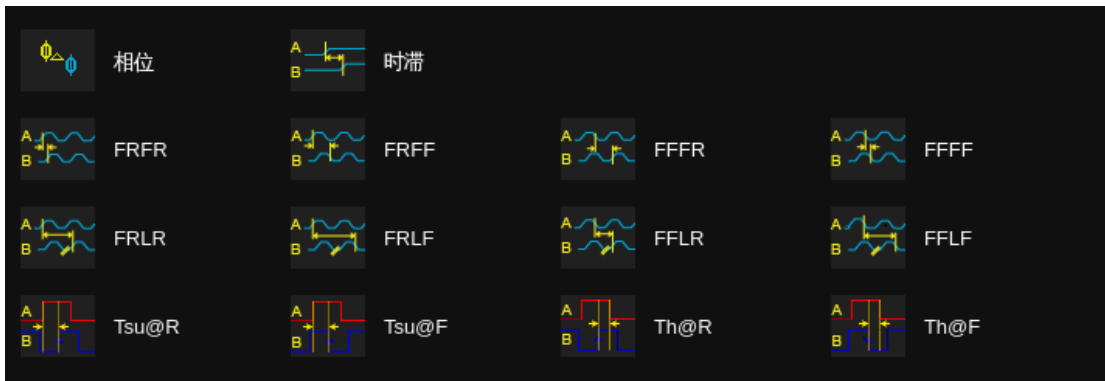 A B 相位 时滞
A B FRFR A B FRFF A B FFFR A B FFFF
A B FRLR A B FRLF A B FFLR A B FFLF
A B Tsu@R A B Tsu@F A B Th@R A B Th@F